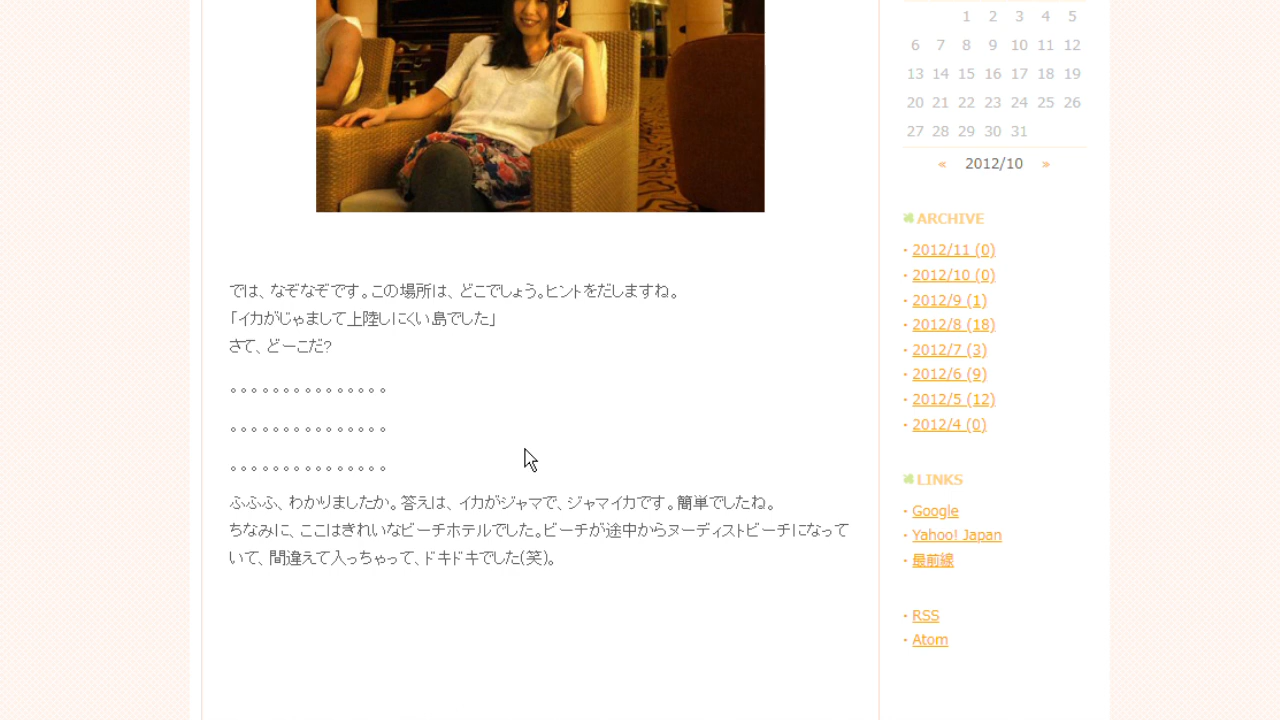 1 2 3 4 5
6 7 8 9 10 11 12
13 14 15 16 17 18 19
20 21 22 23 24 25 26
27 28 29 30 31
« 2012/10 »
ARCHIVE
2012/11 (0)
2012/10 (0)
2012/9 (1)
2012/8 (18)
2012/7 (3)
2012/6 (9)
2012/5 (12)
2012/4 (0)
では、なぞなぞです。この場所は、どこでしょう。ヒントをだしますね。
「イカがじゃまして上陸しにくい島でした」
さて、どーこだ?
。。。。。。。。。。。。。。。
。。。。。。。。。。。。。。。
。。。。。。。。。。。。。。。
ふふふ、わかりましたか。答えは、イカがジャマで、ジャマイカです。簡単でしたね。
ちなみに、ここはきれいなビーチホテルでした。ビーチが途中からヌーディストビーチになって
いて、間違えて入っちゃって、ドキドキでした(笑)。
LINKS
Google
Yahoo! Japan
最前線
RSS
Atom